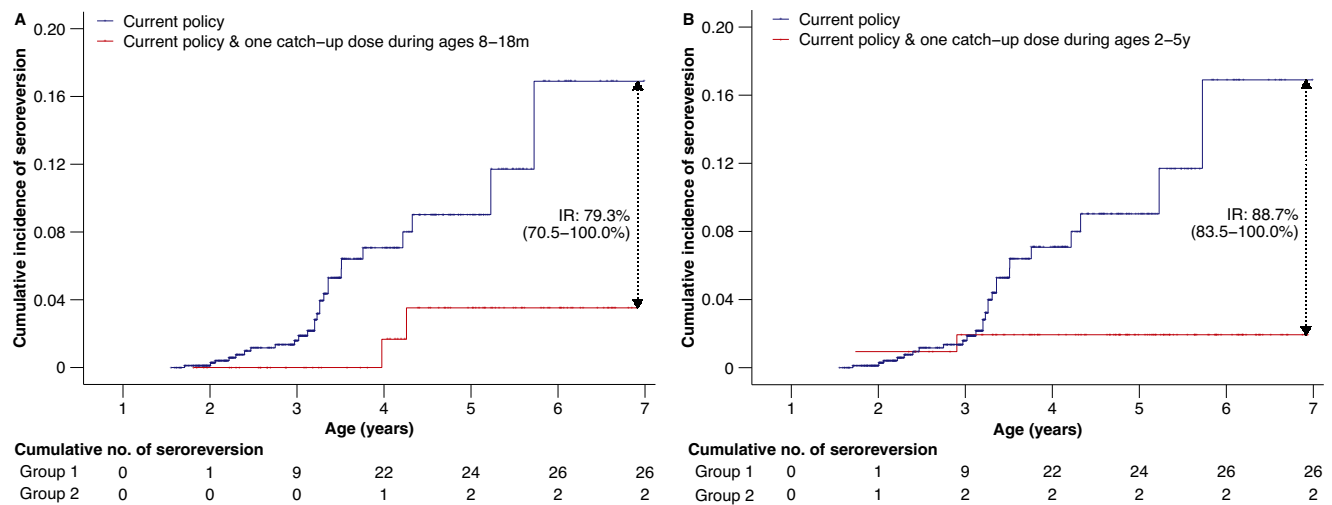 A
Current policy
Current policy & one catch–up dose during ages 8–18m
Cumulative incidence of seroreversion
0.20
0.16
0.12
0.08
0.04
0
IR: 79.3%
(70.5–100.0%)
1 2 3 4 5 6 7
Age (years)
Cumulative no. of seroreversion
Group 1 0 1 9 22 24 26 26
Group 2 0 0 0 1 2 2 2
B
Current policy
Current policy & one catch–up dose during ages 2–5y
Cumulative incidence of seroreversion
0.20
0.16
0.12
0.08
0.04
0
IR: 88.7%
(83.5–100.0%)
1 2 3 4 5 6 7
Age (years)
Cumulative no. of seroreversion
Group 1 0 1 9 22 24 26 26
Group 2 0 1 2 2 2 2 2